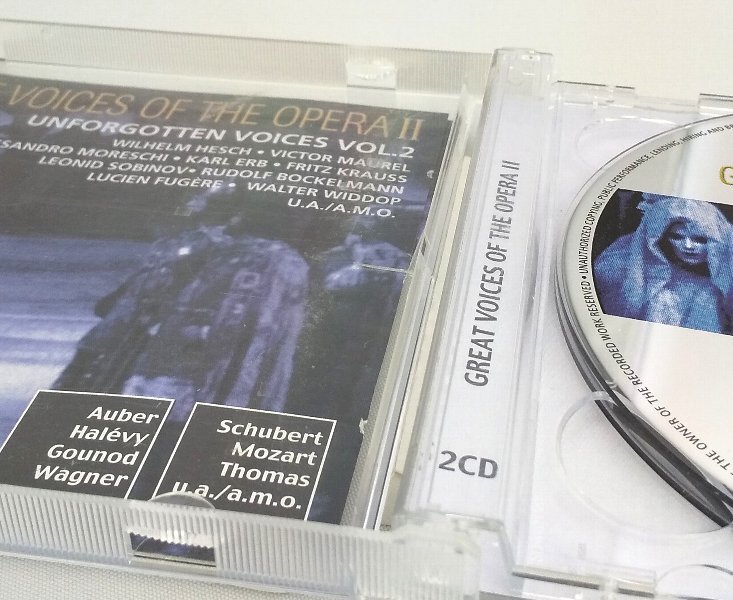 VOICES OF THE OPERA II
UNFORGOTTEN VOICES VOL.2
WILHELM HESCH • VICTOR MAUREL
SSANDRO MORESCHI • KARL ERB • FRITZ KRAUSS
LEONID SOBINOV • RUDOLF BOCKELMANN
LUCIEN FUGÈRE • WALTER WIDDOP
U.A./A.M.O.
Auber
Halévy
Gounod
Wagner
Schubert
Mozart
Thomas
u.a./a.m.o.
GREAT VOICES OF THE OPERA II
2CD
G
THE OWNER OF THE RECORDED WORK RESERVED • UNAUTHORIZED COPYING PUBLIC PERFORMANCE, LENDING, HIRING AND BR